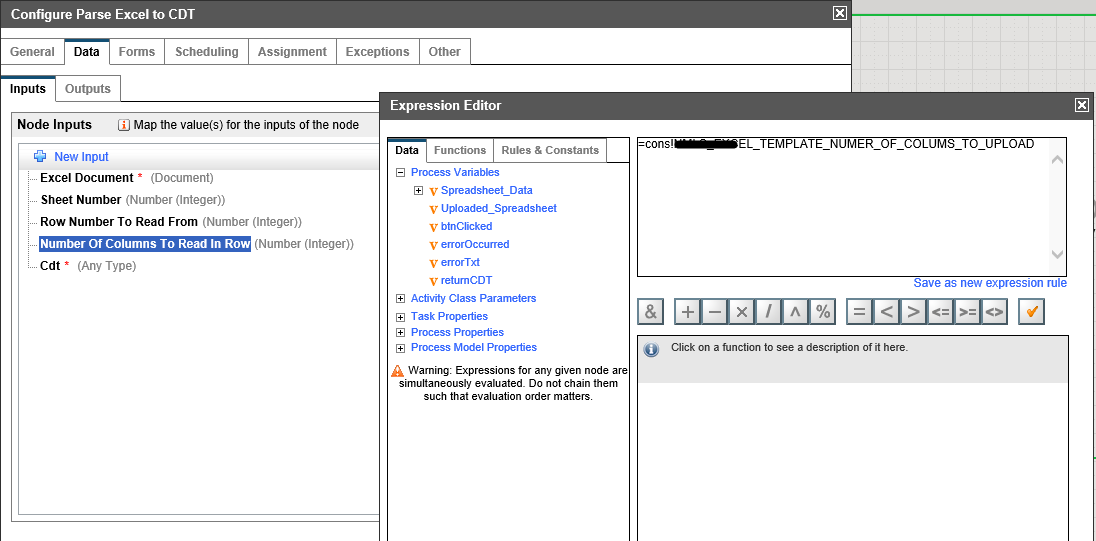 Configure Parse Excel to CDT
General Data Forms Scheduling Assignment Exceptions Other
Inputs Outputs
Node Inputs Map the value(s) for the inputs of the node
New Input
Excel Document * (Document)
Sheet Number (Number (Integer))
Row Number To Read From (Number (Integer))
Number Of Columns To Read In Row (Number (Integer))
Cdt * (Any Type)
Expression Editor
Data Functions Rules & Constants
Process Variables
Spreadsheet_Data
Uploaded_Spreadsheet
btnClicked
errorOccurred
errorTxt
returnCDT
Activity Class Parameters
Task Properties
Process Properties
Process Model Properties
Warning: Expressions for any given node are
simultaneously evaluated. Do not chain them
such that evaluation order matters.
=cons! EL_TEMPLATE_NUMER_OF_COLUMS_TO_UPLOAD
Save as new expression rule
& + − × / ^ % = < > <= >= <>
Click on a function to see a description of it here.